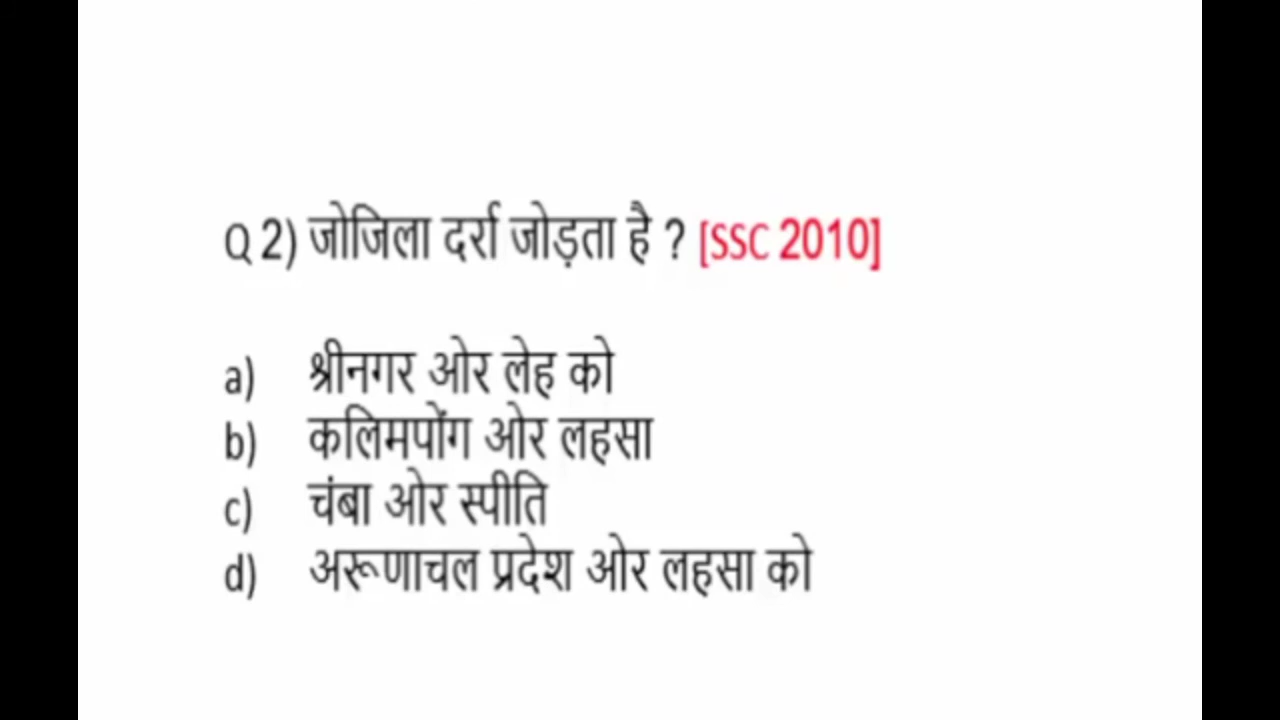 Q 2) जोजिला दर्रा जोड़ता है ? [SSC 2010]
a) श्रीनगर ओर लेह को
b) कलिमपोंग ओर लहसा
c) चंबा ओर स्पीति
d) अरूणाचल प्रदेश ओर लहसा को